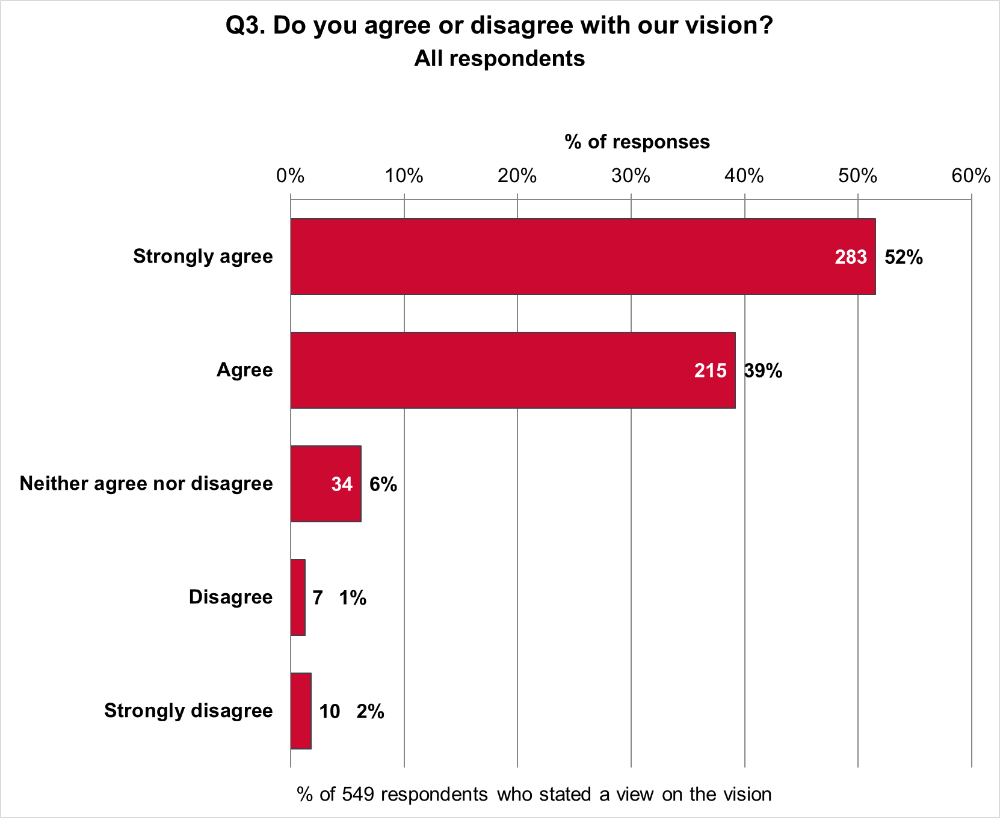 Q3. Do you agree or disagree with our vision?
All respondents
% of responses
0% 10% 20% 30% 40% 50% 60%
Strongly agree 283 52%
Agree 215 39%
Neither agree nor disagree 34 6%
Disagree 7 1%
Strongly disagree 10 2%
% of 549 respondents who stated a view on the vision